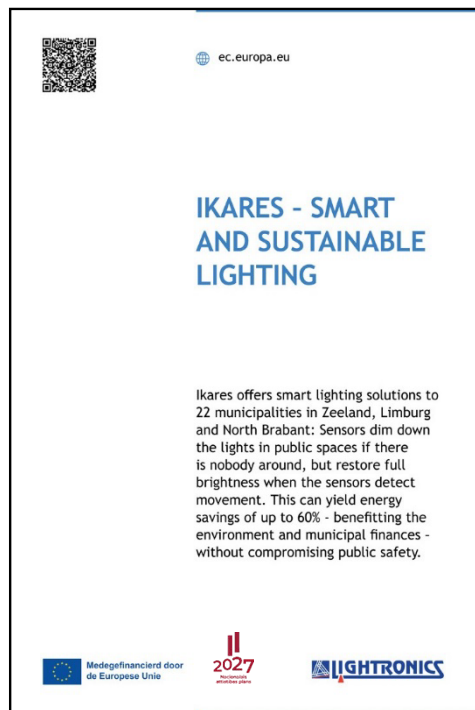 ec.europa.eu
IKARES – SMART
AND SUSTAINABLE
LIGHTING
Ikares offers smart lighting solutions to
22 municipalities in Zeeland, Limburg
and North Brabant: Sensors dim down
the lights in public spaces if there
is nobody around, but restore full
brightness when the sensors detect
movement. This can yield energy
savings of up to 60% - benefitting the
environment and municipal finances -
without compromising public safety.
Medegefinancierd door
de Europese Unie
2027
Nacionālais
attīstības plāns
LIGHTRONICS